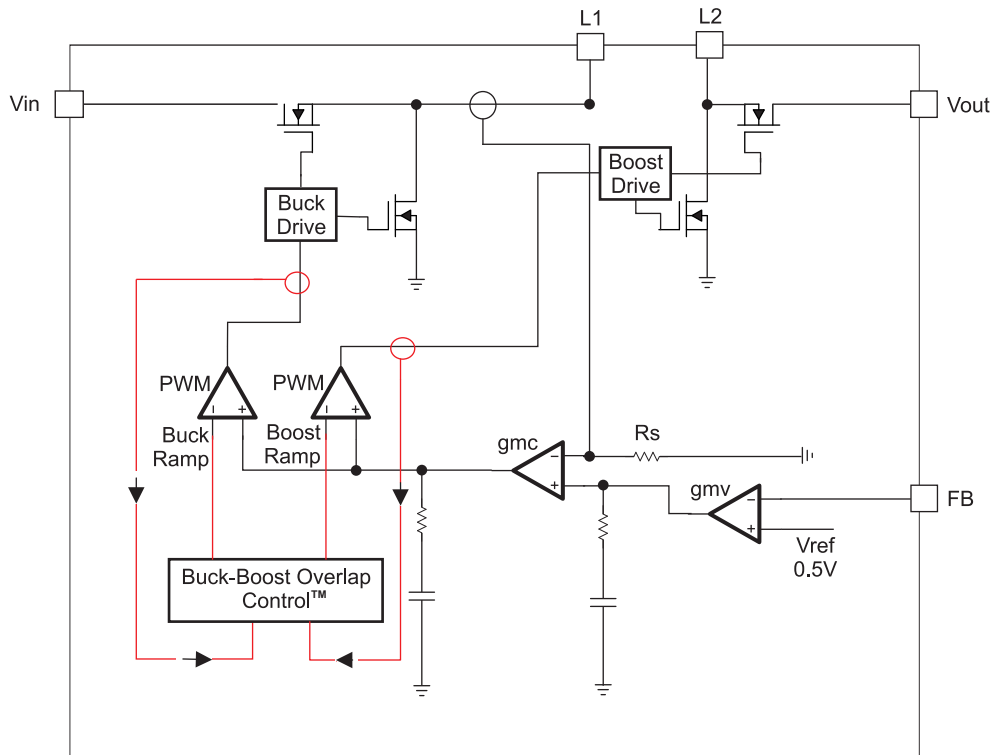 L1
L2
Vin
Vout
Boost
Drive
Buck
Drive
PWM
PWM
Buck
Ramp
Boost
Ramp
gmc
Rs
gmv
FB
Vref
0.5V
Buck-Boost Overlap
Control™